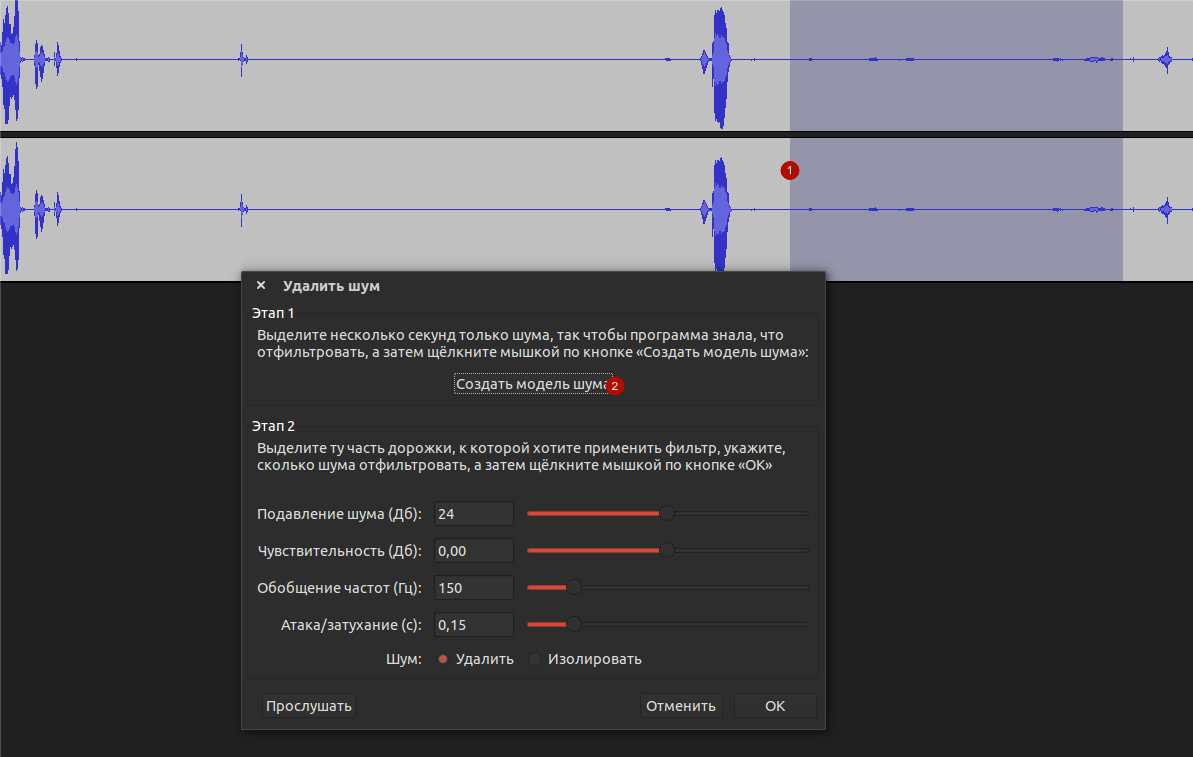 1
Удалить шум
Этап 1
Выделите несколько секунд только шума, так чтобы программа знала, что
отфильтровать, а затем щёлкните мышкой по кнопке «Создать модель шума»:
Создать модель шума
2
Этап 2
Выделите ту часть дорожки, к которой хотите применить фильтр, укажите,
сколько шума отфильтровать, а затем щёлкните мышкой по кнопке «OK»
Подавление шума (Дб): 24
Чувствительность (Дб): 0,00
Обобщение частот (Гц): 150
Атака/затухание (с): 0,15
Шум: Удалить Изолировать
Прослушать Отменить OK